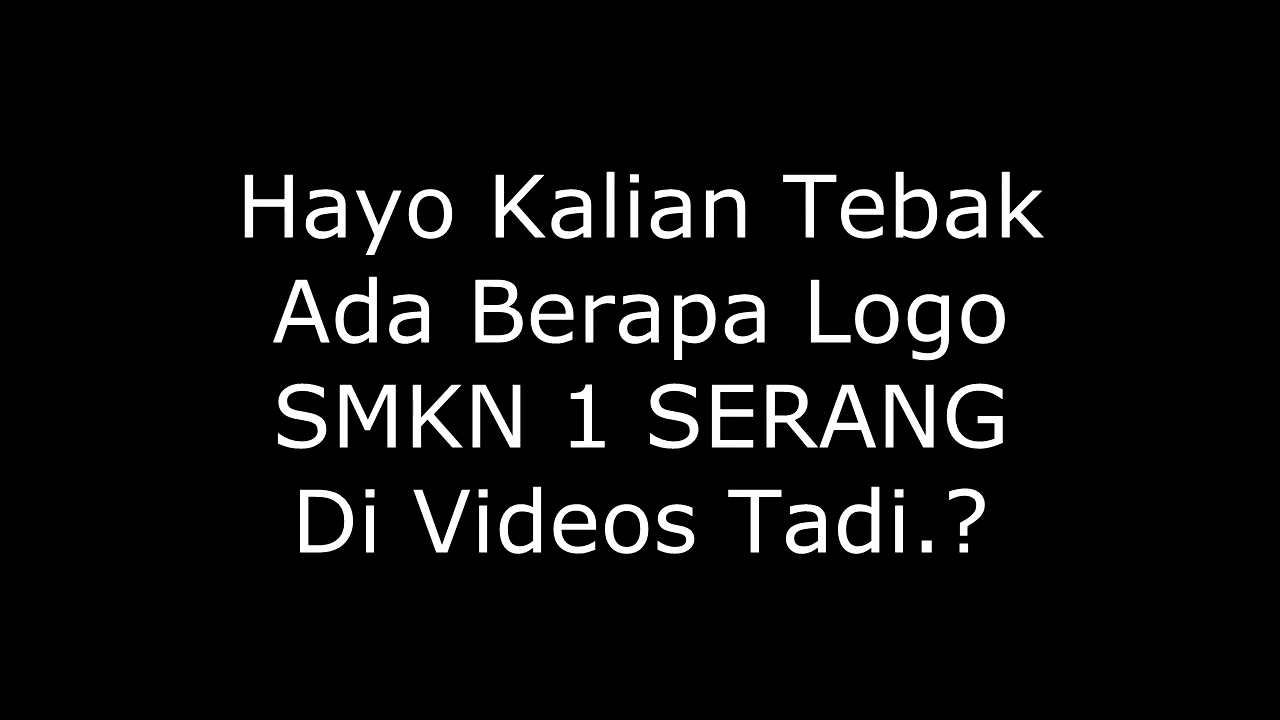 Hayo Kalian Tebak
Ada Berapa Logo
SMKN 1 SERANG
Di Videos Tadi.?